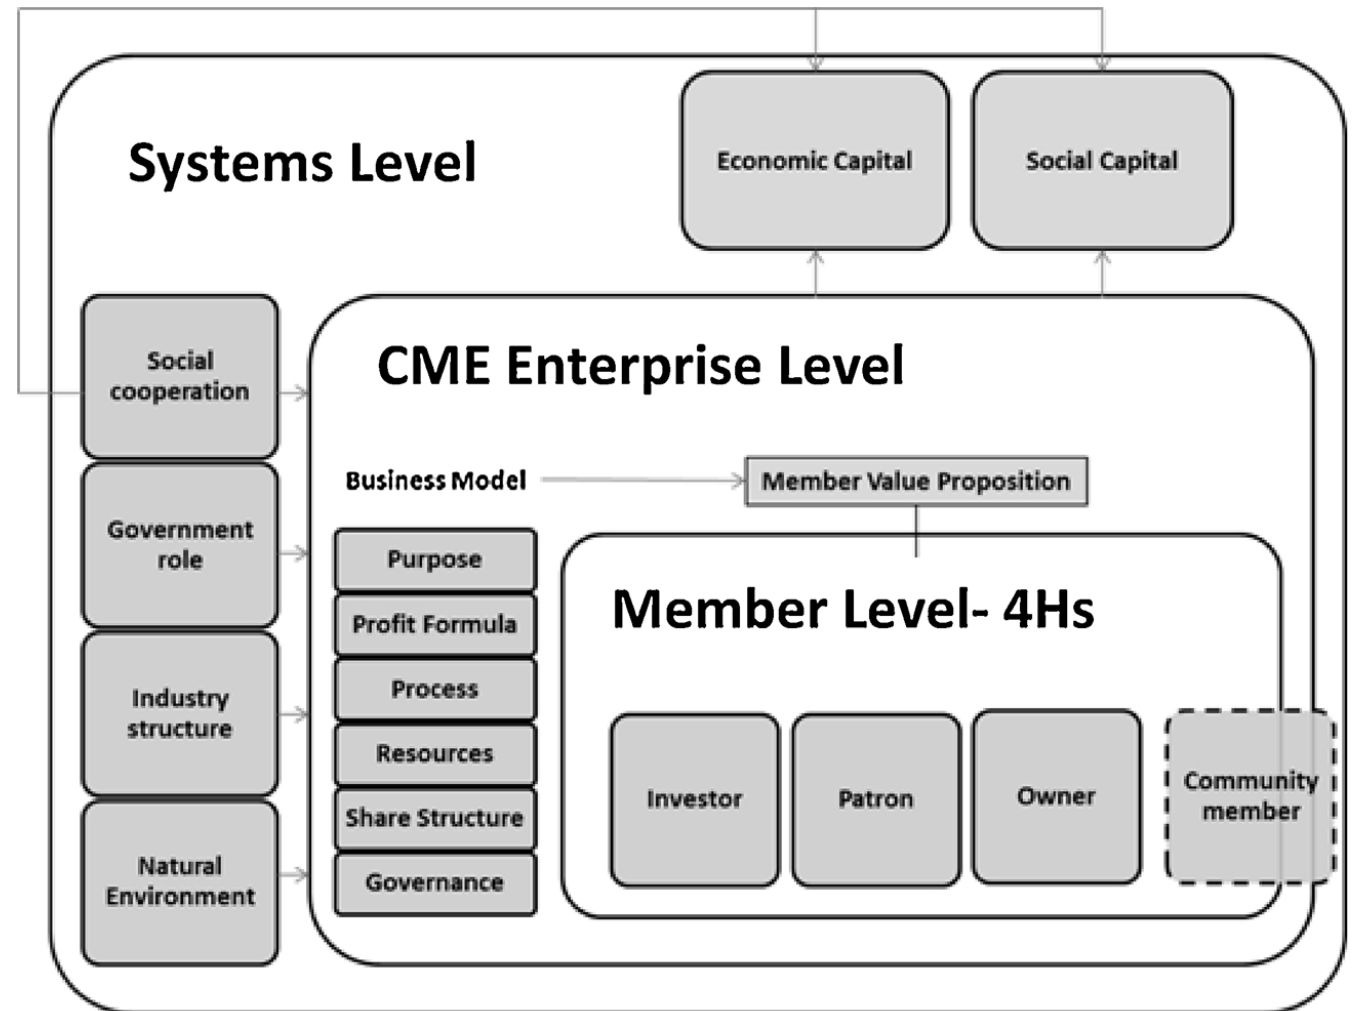 Systems Level
Economic Capital
Social Capital
Social
cooperation
Government
role
Industry
structure
Natural
Environment
CME Enterprise Level
Business Model
Member Value Proposition
Purpose
Profit Formula
Process
Resources
Share Structure
Governance
Member Level- 4Hs
Investor
Patron
Owner
Community
member